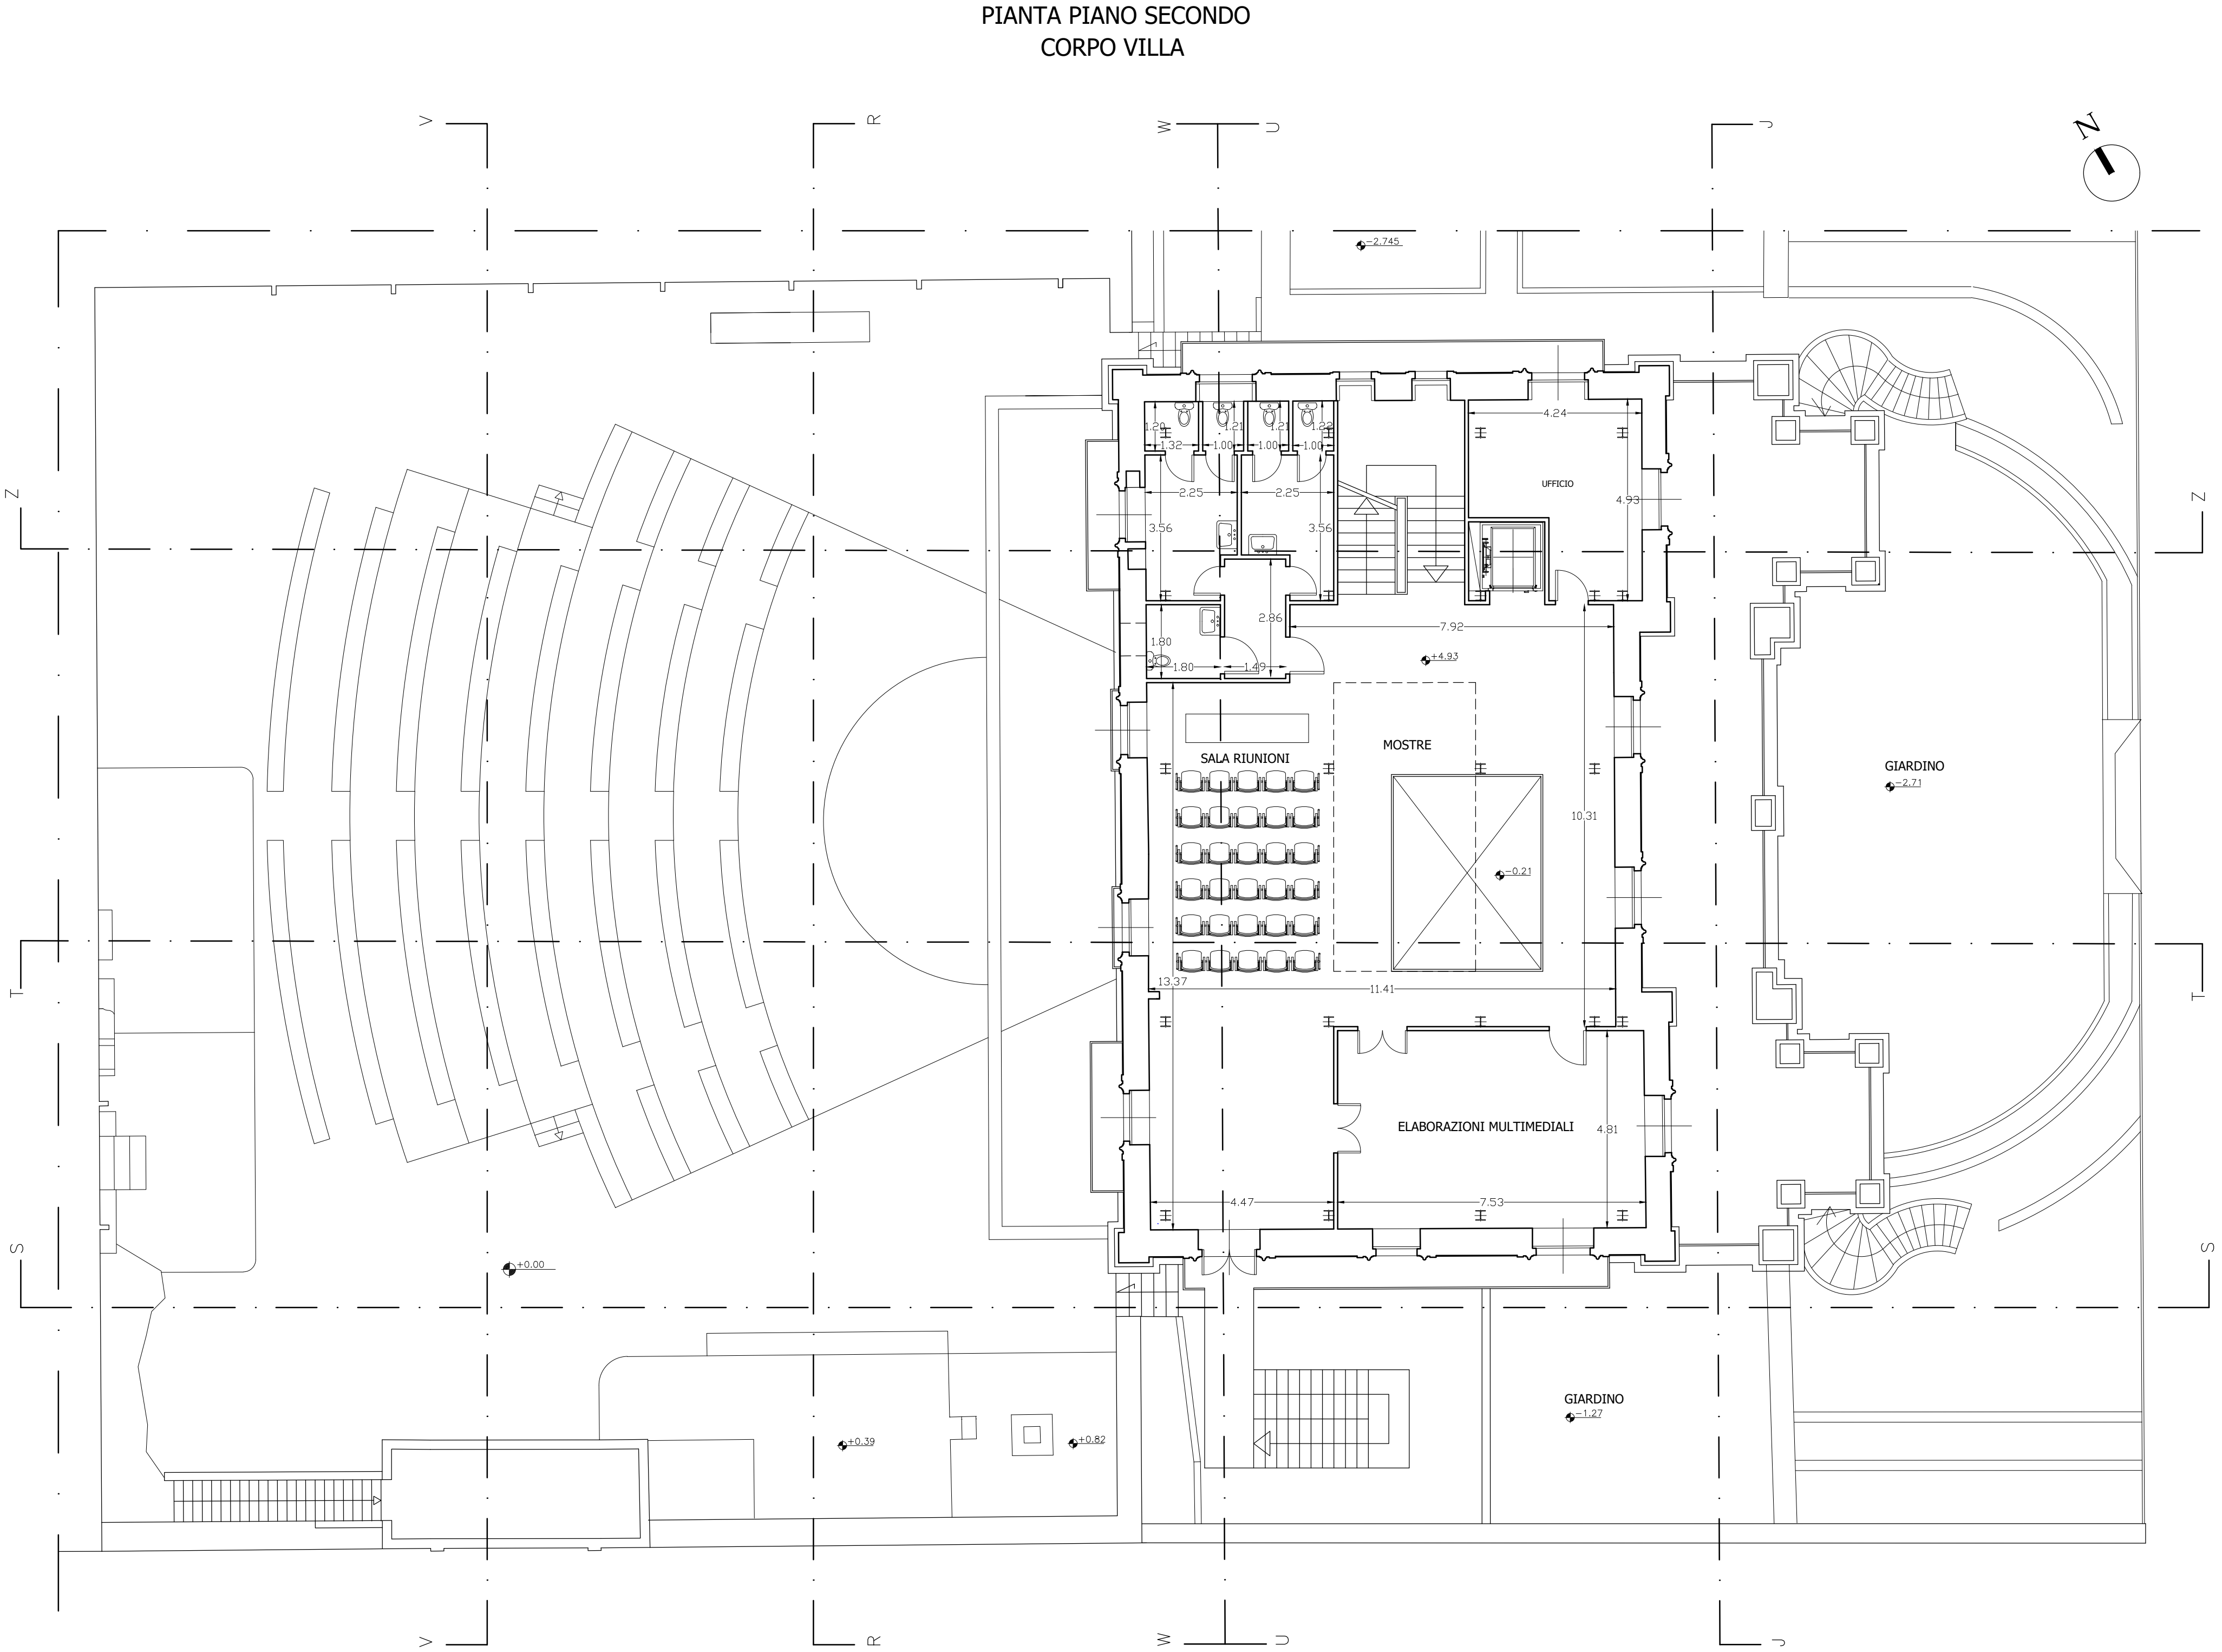 PIANTA PIANO SECONDO
CORPO VILLA
V
R
W
U
J
N
-2.745
1.20
1.32
1.21
1.00
1.21
1.00
1.22
1.00
4.24
Z
2.25
2.25
UFFICIO
4.93
Z
3.56
3.56
2.86
7.92
1.80
1.80
1.49
+4.93
MOSTRE
SALA RIUNIONI
GIARDINO
-2.71
10.31
-0.21
T
13.37
11.41
T
ELABORAZIONI MULTIMEDIALI
4.81
4.47
7.53
S
S
+0.00
GIARDINO
-1.27
+0.39
+0.82
V
R
W
U
J